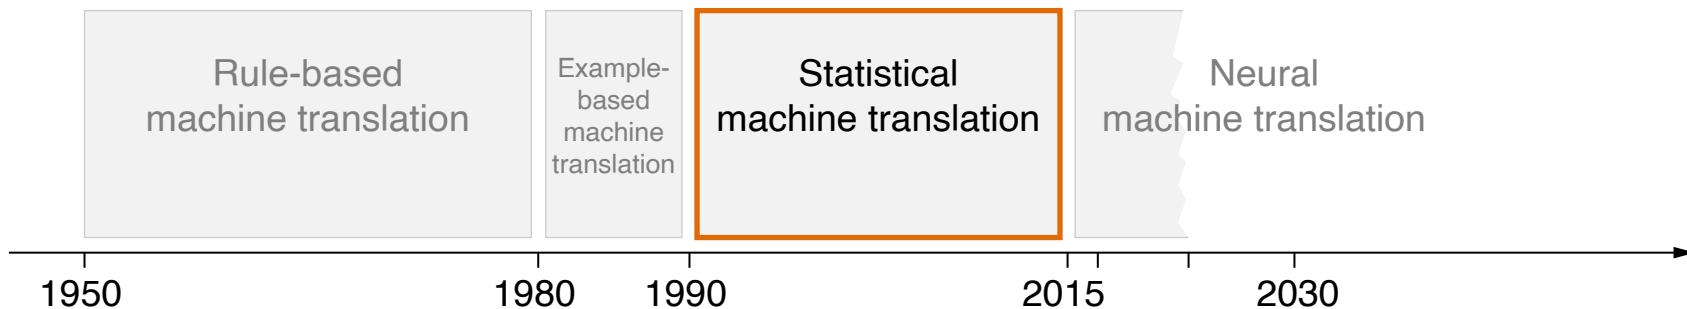 Rule-based
machine translation
Example-
based
machine
translation
Statistical
machine translation
Neural
machine translation
1950
1980
1990
2015
2030